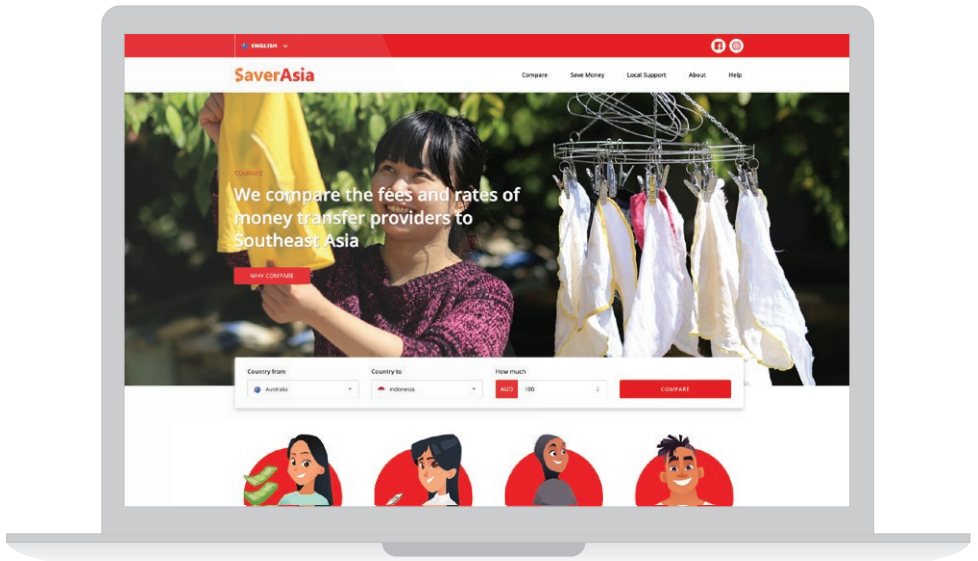 ENGLISH
$averAsia
Compare
Save Money
Local Support
About
Help
COMPARE
We compare the fees and rates of
money transfer providers to
Southeast Asia
WHY COMPARE
Country from
Country to
How much
Australia
Indonesia
AUD
100
COMPARE